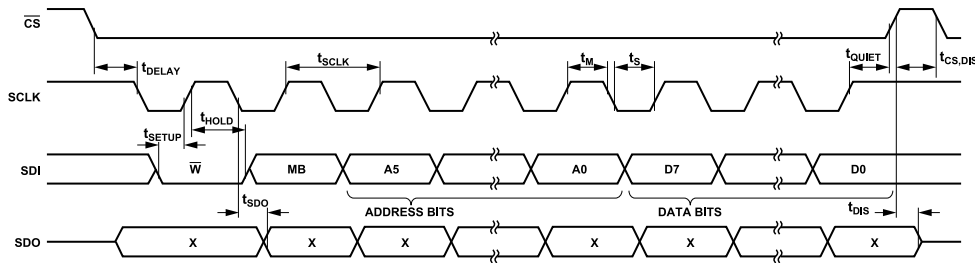 CS
tDELAY
tSCLK
tM
tS
tQUIET
tCS,DIS
SCLK
tSETUP
tHOLD
SDI
W
MB
A5
A0
D7
D0
tSDO
ADDRESS BITS
DATA BITS
tDIS
SDO
X
X
X
X
X
X